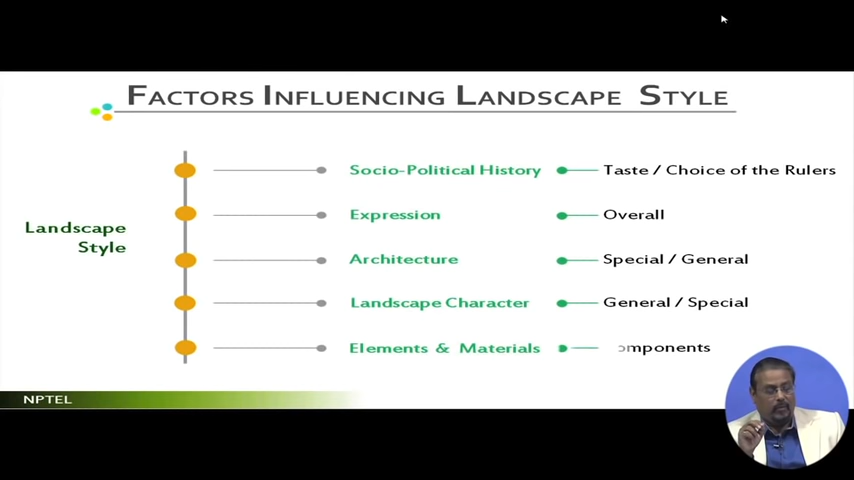 FACTORS INFLUENCING LANDSCAPE STYLE
Landscape
Style
Socio-Political History Taste / Choice of the Rulers
Expression Overall
Architecture Special / General
Landscape Character General / Special
Elements & Materials omponents
NPTEL